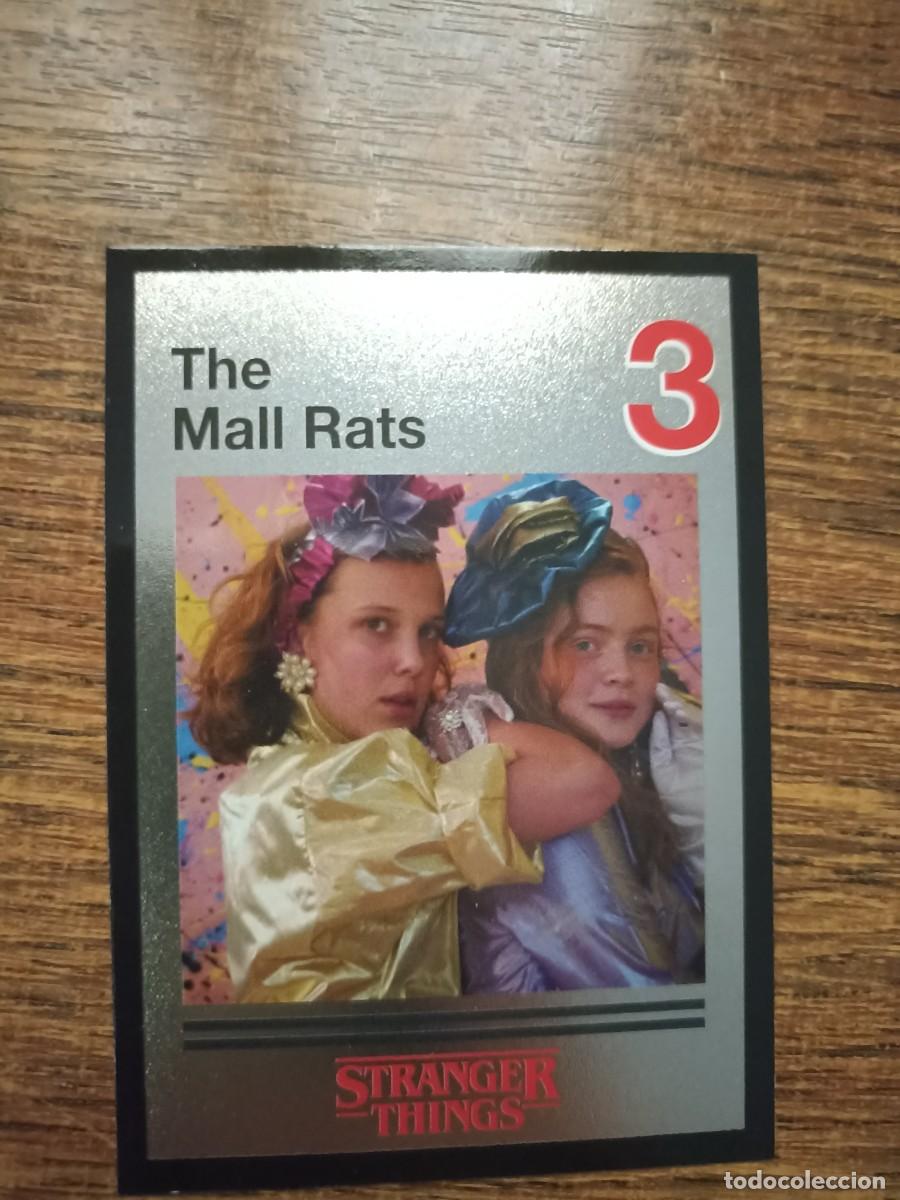 The
Mall Rats
3
STRANGER
THINGS
todocoleccion